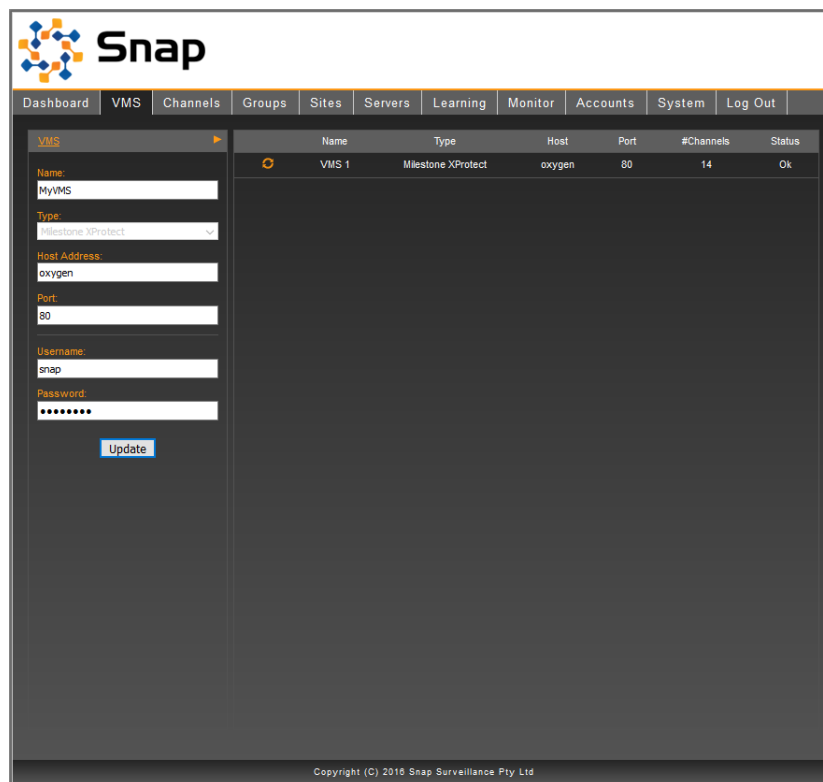 Snap
Dashboard VMS Channels Groups Sites Servers Learning Monitor Accounts System Log Out
VMS
Name:
MyVMS
Type:
Milestone XProtect
Host Address:
oxygen
Port:
80
Username:
snap
Password:
••••••••
Update
Name Type Host Port #Channels Status
VMS 1 Milestone XProtect oxygen 80 14 Ok
Copyright (C) 2016 Snap Surveillance Pty Ltd